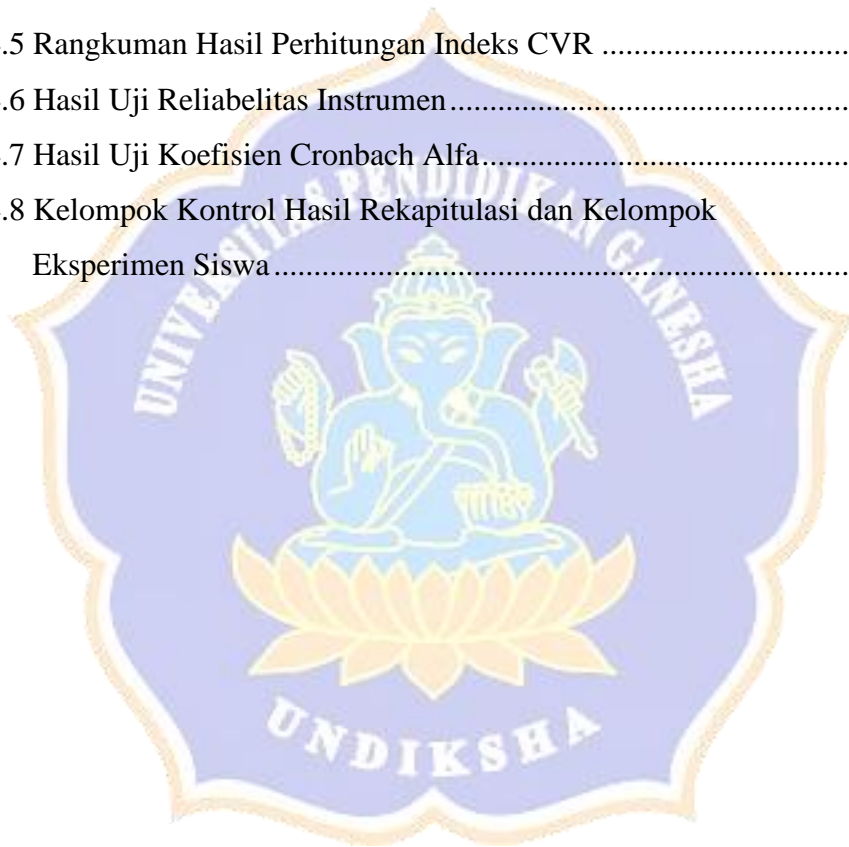 .5 Rangkuman Hasil Perhitungan Indeks CVR ...............................
.6 Hasil Uji Reliabelitas Instrumen..................................................
.7 Hasil Uji Koefisien Cronbach Alfa..............................................
.8 Kelompok Kontrol Hasil Rekapitulasi dan Kelompok
Eksperimen Siswa........................................................................
UNIVERSITAS PENDIDIKAN GANESHA
UNDIKSHA